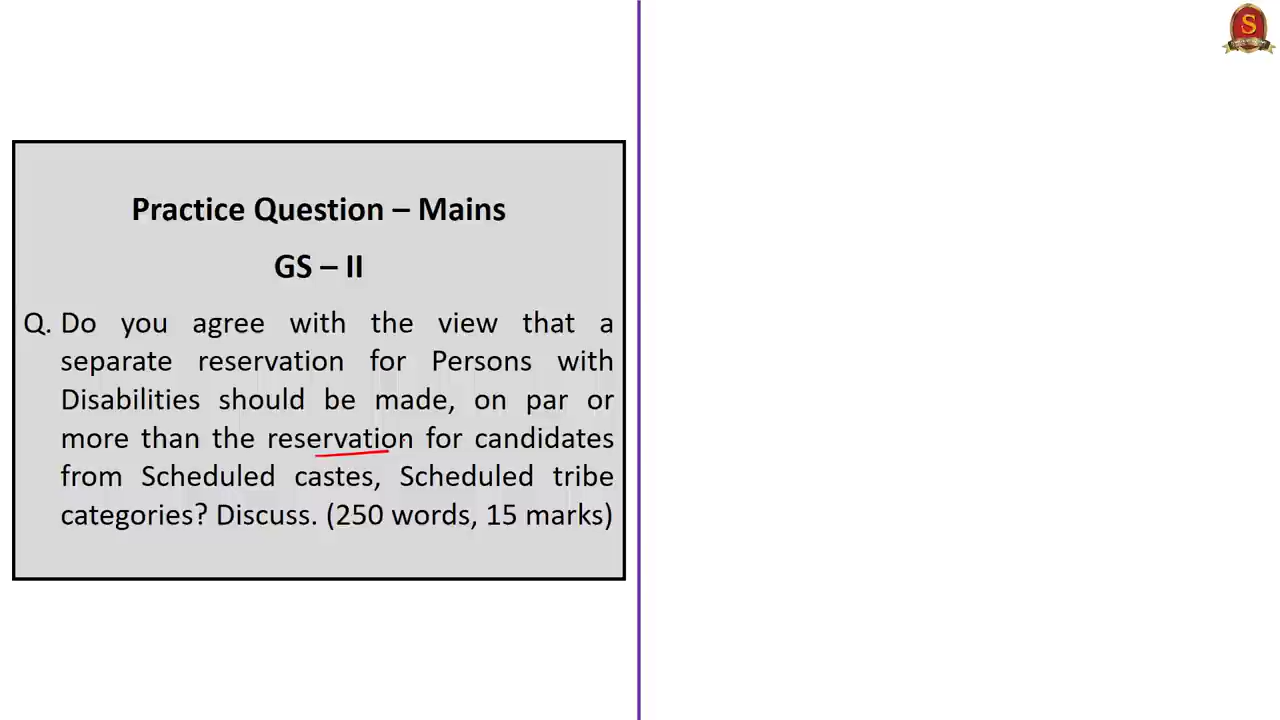 S
Practice Question – Mains
GS – II
Q. Do you agree with the view that a
separate reservation for Persons with
Disabilities should be made, on par or
more than the reservation for candidates
from Scheduled castes, Scheduled tribe
categories? Discuss. (250 words, 15 marks)